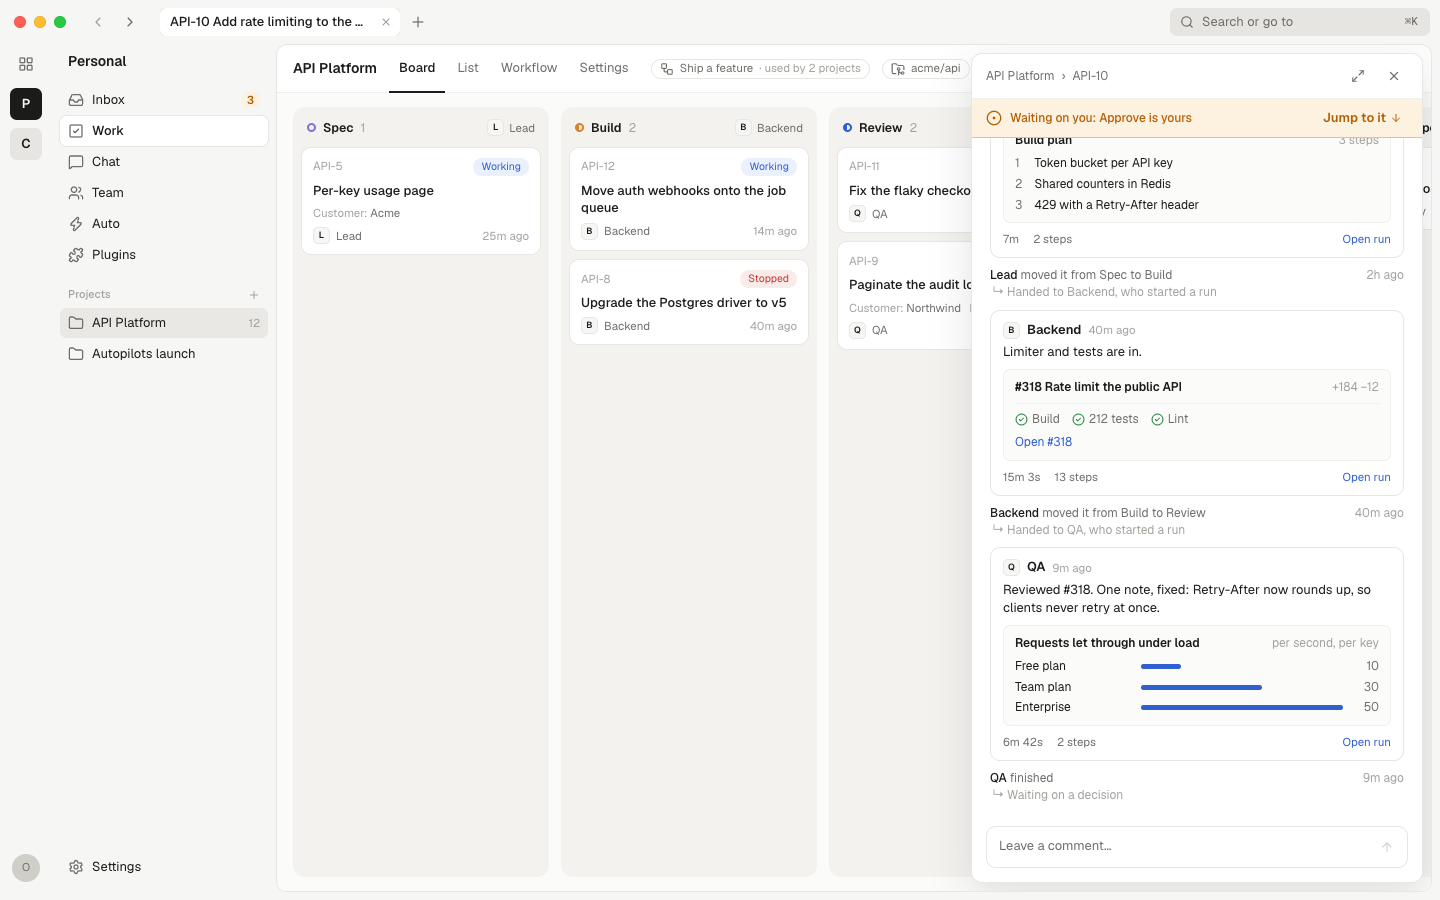 API-10 Add rate limiting to the ...
Search or go to
⌘K
P
C
O
Personal
Inbox
3
Work
Chat
Team
Auto
Plugins
Projects
API Platform
12
Autopilots launch
Settings
API Platform
Board
List
Workflow
Settings
Ship a feature · used by 2 projects
acme/api
Spec 1
L Lead
API-5
Working
Per-key usage page
Customer: Acme
L Lead
25m ago
Build 2
B Backend
API-12
Working
Move auth webhooks onto the job
queue
B Backend
14m ago
API-8
Stopped
Upgrade the Postgres driver to v5
B Backend
40m ago
Review 2
API-11
Fix the flaky checko
Q QA
API-9
Paginate the audit lo
Customer: Northwind
Q QA
API Platform › API-10
Waiting on you: Approve is yours
Jump to it ↓
Build plan
3 steps
1 Token bucket per API key
2 Shared counters in Redis
3 429 with a Retry-After header
7m 2 steps
Open run
Lead moved it from Spec to Build
2h ago
Handed to Backend, who started a run
B Backend 40m ago
Limiter and tests are in.
#318 Rate limit the public API
+184 −12
Build
212 tests
Lint
Open #318
15m 3s 13 steps
Open run
Backend moved it from Build to Review
40m ago
Handed to QA, who started a run
Q QA 9m ago
Reviewed #318. One note, fixed: Retry-After now rounds up, so
clients never retry at once.
Requests let through under load
per second, per key
Free plan
10
Team plan
30
Enterprise
50
6m 42s 2 steps
Open run
QA finished
9m ago
Waiting on a decision
Leave a comment...